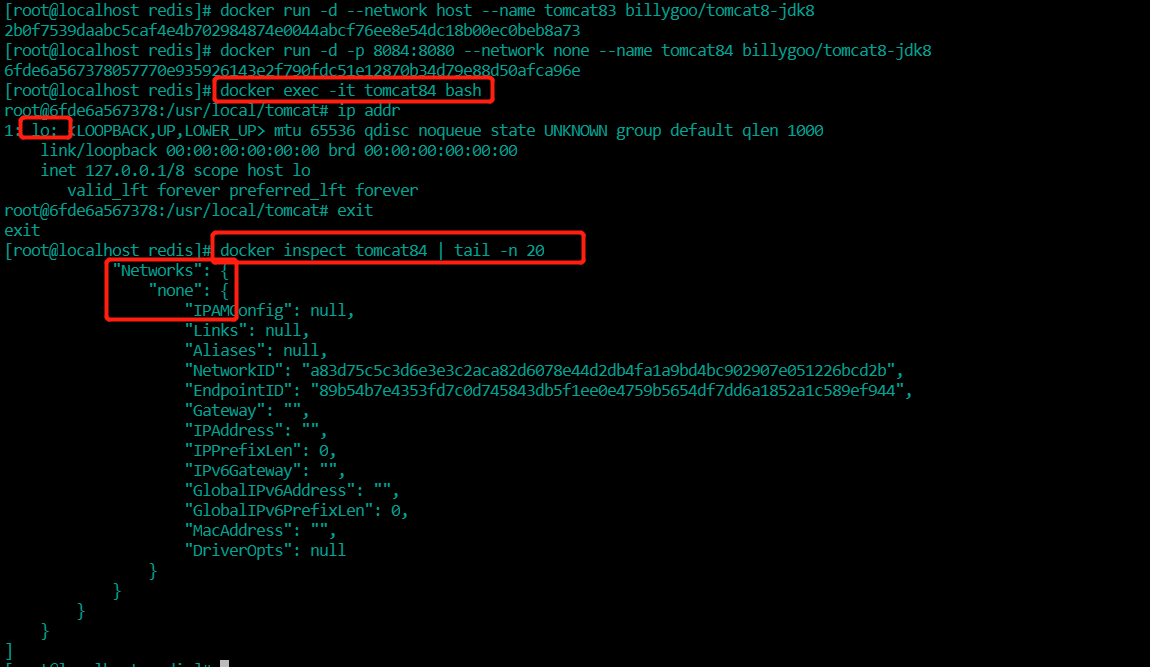 [root@localhost redis]# docker run -d --network host --name tomcat83 billygoo/tomcat8-jdk8
2b0f7539daabc5caf4e4b702984874e0044abcf76ee8e54dc18b00ec0beb8a73
[root@localhost redis]# docker run -d -p 8084:8080 --network none --name tomcat84 billygoo/tomcat8-jdk8
6fde6a567378057770e935926143e2f790fdc51e12870b34d79e88d50afca96e
[root@localhost redis]# docker exec -it tomcat84 bash
root@6fde6a567378:/usr/local/tomcat# ip addr
1: lo: <LOOPBACK,UP,LOWER_UP> mtu 65536 qdisc noqueue state UNKNOWN group default qlen 1000
    link/loopback 00:00:00:00:00:00 brd 00:00:00:00:00:00
    inet 127.0.0.1/8 scope host lo
       valid_lft forever preferred_lft forever
root@6fde6a567378:/usr/local/tomcat# exit
exit
[root@localhost redis]# docker inspect tomcat84 | tail -n 20
            "Networks": {
                "none": {
                    "IPAMConfig": null,
                    "Links": null,
                    "Aliases": null,
                    "NetworkID": "a83d75c5c3d6e3e3c2aca82d6078e44d2db4fa1a9bd4bc902907e051226bcd2b",
                    "EndpointID": "89b54b7e4353fd7c0d745843db5f1ee0e4759b5654df7dd6a1852a1c589ef944",
                    "Gateway": "",
                    "IPAddress": "",
                    "IPPrefixLen": 0,
                    "IPv6Gateway": "",
                    "GlobalIPv6Address": "",
                    "GlobalIPv6PrefixLen": 0,
                    "MacAddress": "",
                    "DriverOpts": null
                }
            }
        }
    }
]